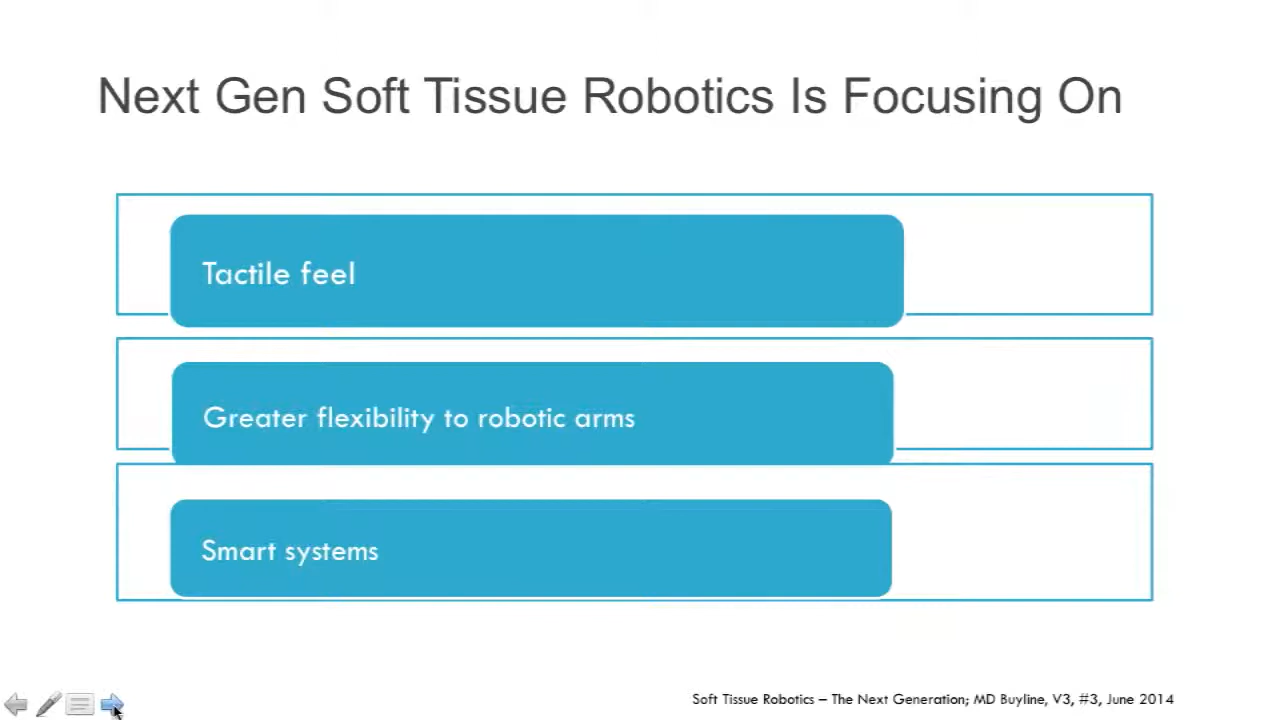 Next Gen Soft Tissue Robotics Is Focusing On
Tactile feel
Greater flexibility to robotic arms
Smart systems
Soft Tissue Robotics – The Next Generation; MD Buyline, V3, #3, June 2014